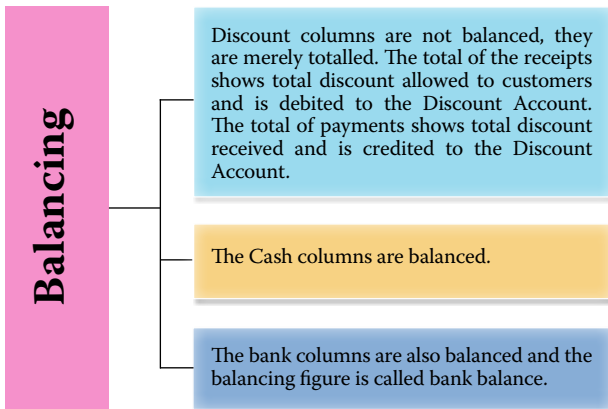 Balancing
Discount columns are not balanced, they
are merely totalled. The total of the receipts
shows total discount allowed to customers
and is debited to the Discount Account.
The total of payments shows total discount
received and is credited to the Discount
Account.
The Cash columns are balanced.
The bank columns are also balanced and the
balancing figure is called bank balance.